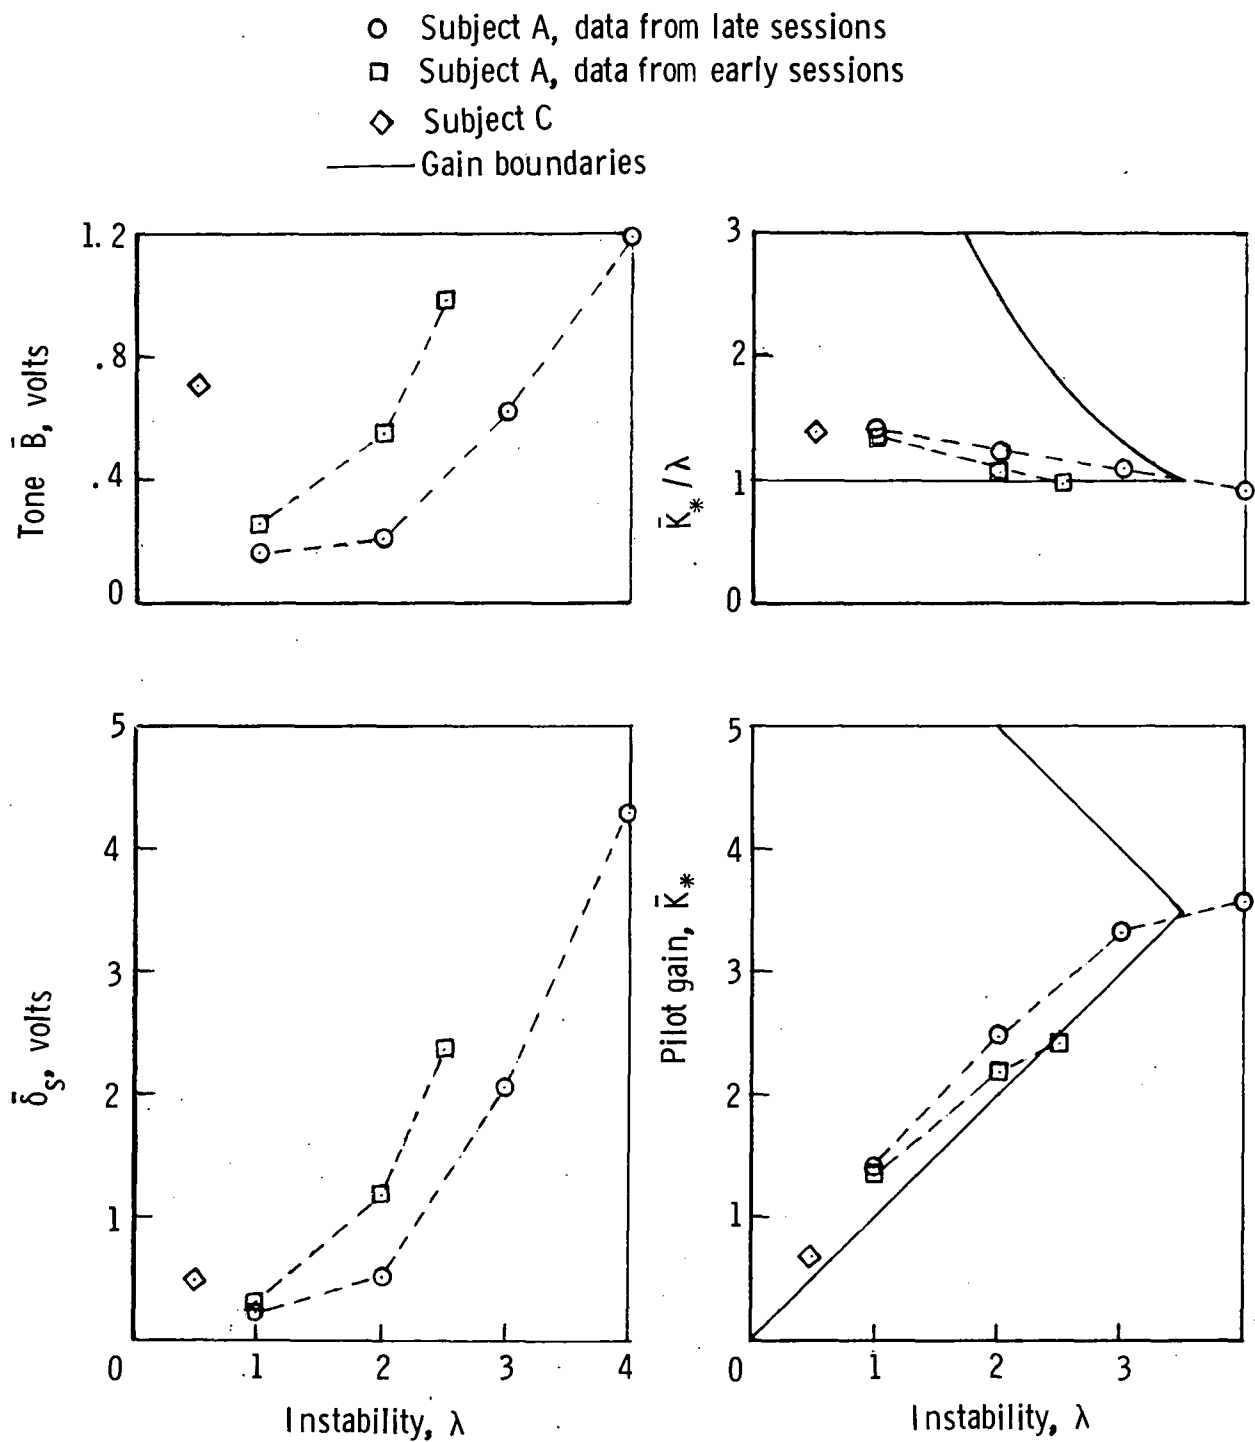 Subject A, data from late sessions
Subject A, data from early sessions
Subject C
Gain boundaries
1.2
.8
.4
0
Tone B̄, volts
3
2
1
0
K̄*/λ
5
4
3
2
1
0
1
2
3
4
δ̄s, volts
Instability, λ
5
4
3
2
1
0
1
2
3
Pilot gain, K̄*
Instability, λ